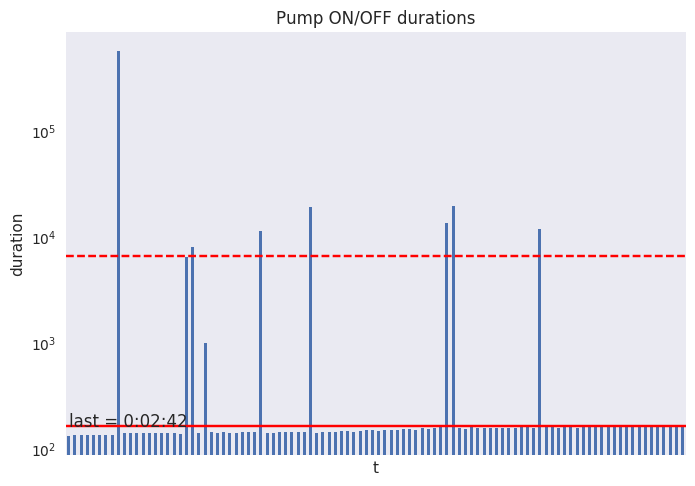 Pump ON/OFF durations
10^5
10^4
10^3
10^2
duration
last = 0:02:42
t